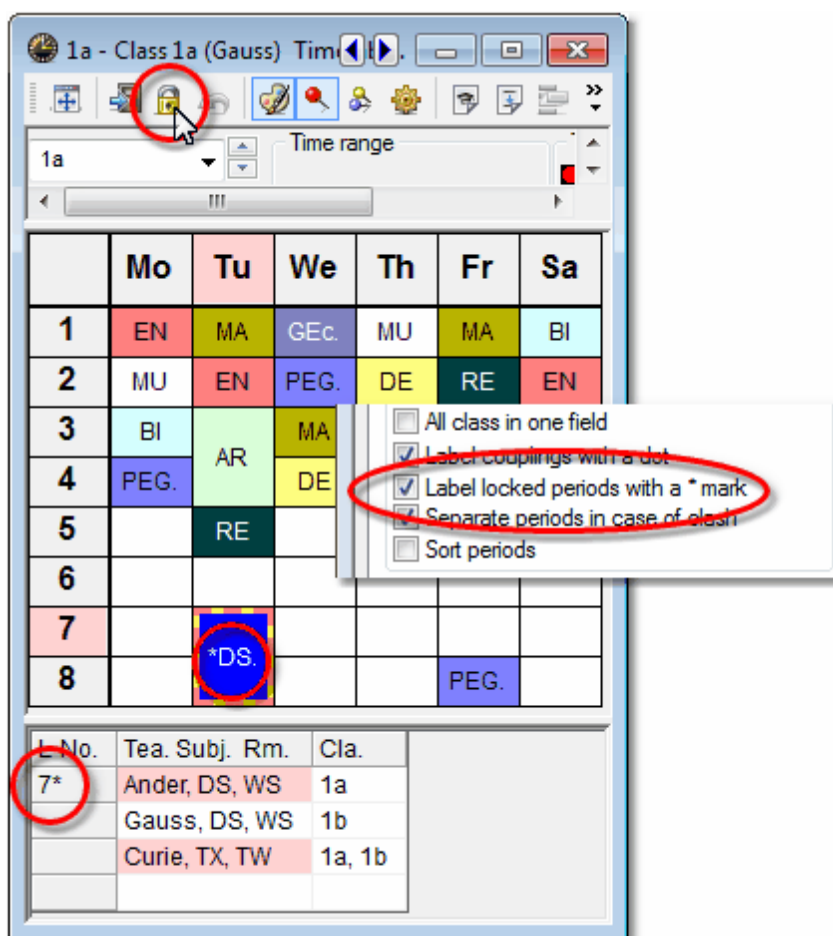 1a - Class 1a (Gauss) Time
1a
Time range
Mo Tu We Th Fr Sa
1 EN MA GEc. MU MA BI
2 MU EN PEG. DE RE EN
3 BI AR MA
4 PEG. DE
5 RE
6
7 *DS.
8 PEG.
All class in one field
Label couplings with a dot
Label locked periods with a * mark
Separate periods in case of clash
Sort periods
L-No. Tea. Subj. Rm. Cla.
7* Ander, DS, WS 1a
Gauss, DS, WS 1b
Curie, TX, TW 1a, 1b